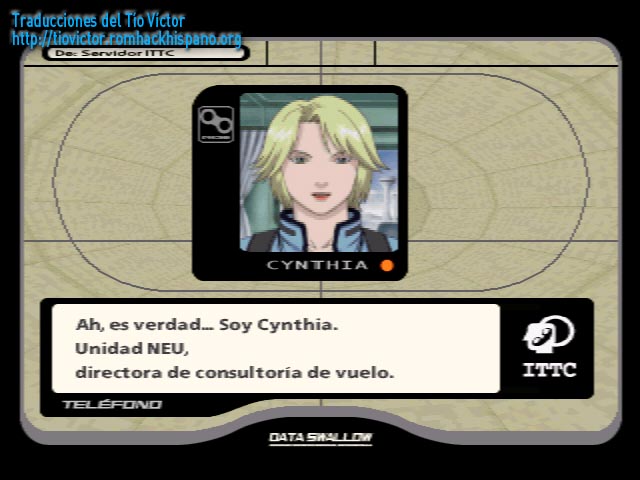 Traducciones del Tio Victor
http://tiovictor.romhackhispano.org
De: Servidor ITTC
CYNTHIA
Ah, es verdad... Soy Cynthia.
Unidad NEU,
directora de consultoría de vuelo.
ITTC
TELÉFONO
DATA SWALLOW